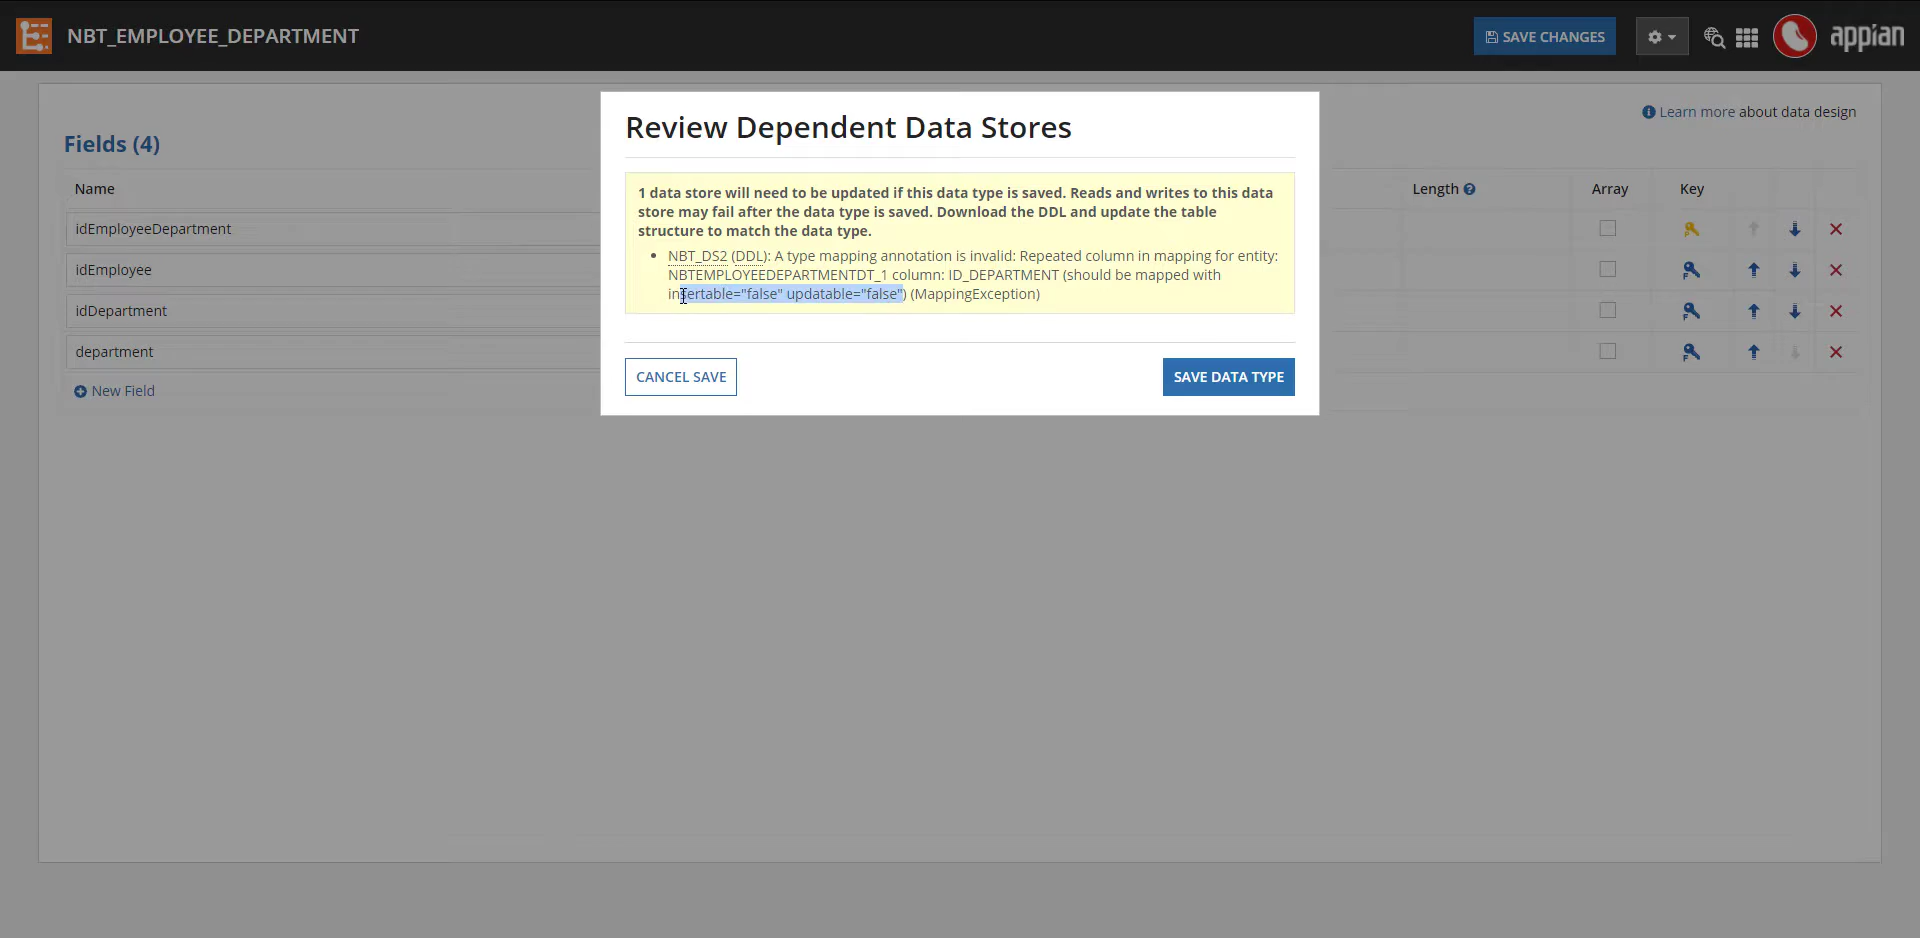 NBT_EMPLOYEE_DEPARTMENT
SAVE CHANGES
appian
Learn more about data design
Fields (4)
Name
Length
Array
Key
idEmployeeDepartment
idEmployee
idDepartment
department
New Field
Review Dependent Data Stores
1 data store will need to be updated if this data type is saved. Reads and writes to this data
store may fail after the data type is saved. Download the DDL and update the table
structure to match the data type.
NBT_DS2 (DDL): A type mapping annotation is invalid: Repeated column in mapping for entity:
NBTEMPLOYEEDEPARTMENTDT_1 column: ID_DEPARTMENT (should be mapped with
insertable="false" updatable="false") (MappingException)
CANCEL SAVE
SAVE DATA TYPE